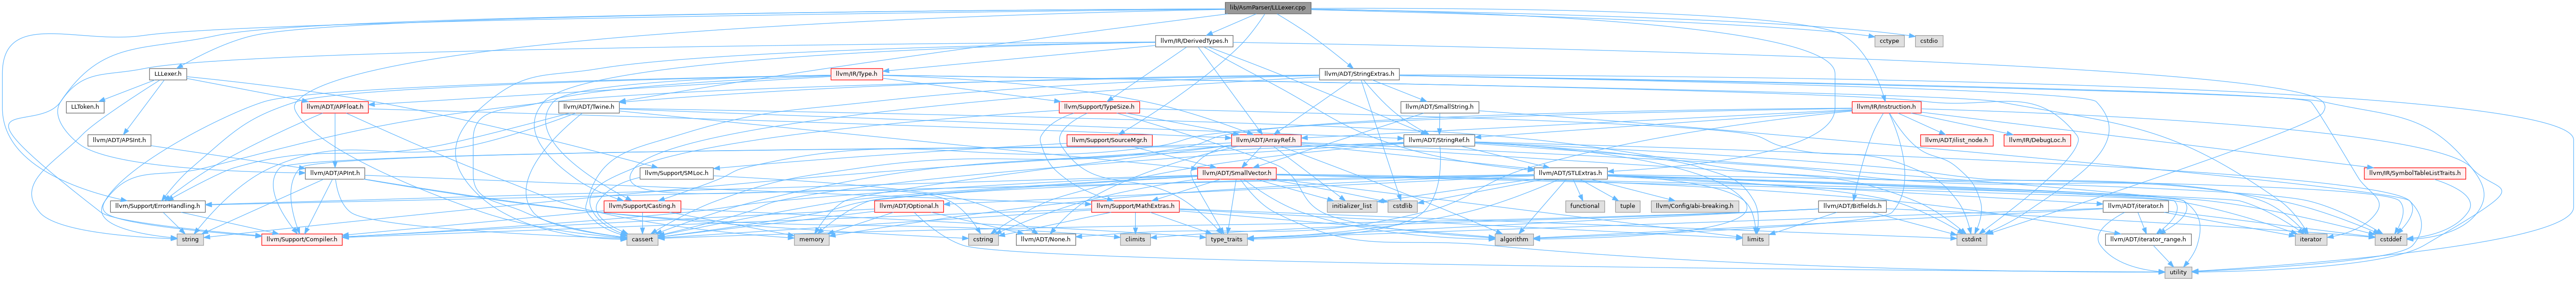 lib/AsmParser/LLLexer.cpp
llvm/IR/DerivedTypes.h
cctype
cstdio
LLLexer.h
llvm/IR/Type.h
llvm/ADT/StringExtras.h
LLToken.h
llvm/ADT/APFloat.h
llvm/ADT/Twine.h
llvm/Support/TypeSize.h
llvm/ADT/SmallString.h
llvm/IR/Instruction.h
llvm/ADT/APSInt.h
llvm/Support/SourceMgr.h
llvm/ADT/ArrayRef.h
llvm/ADT/StringRef.h
llvm/ADT/ilist_node.h
llvm/IR/DebugLoc.h
llvm/ADT/APInt.h
llvm/Support/SMLoc.h
llvm/ADT/SmallVector.h
llvm/ADT/STLExtras.h
llvm/IR/SymbolTableListTraits.h
llvm/Support/ErrorHandling.h
llvm/Support/Casting.h
llvm/ADT/Optional.h
llvm/Support/MathExtras.h
initializer_list
cstdlib
functional
tuple
llvm/Config/abi-breaking.h
llvm/ADT/Bitfields.h
llvm/ADT/iterator.h
string
llvm/Support/Compiler.h
cassert
memory
cstring
llvm/ADT/None.h
climits
type_traits
algorithm
limits
cstdint
llvm/ADT/iterator_range.h
iterator
cstddef
utility